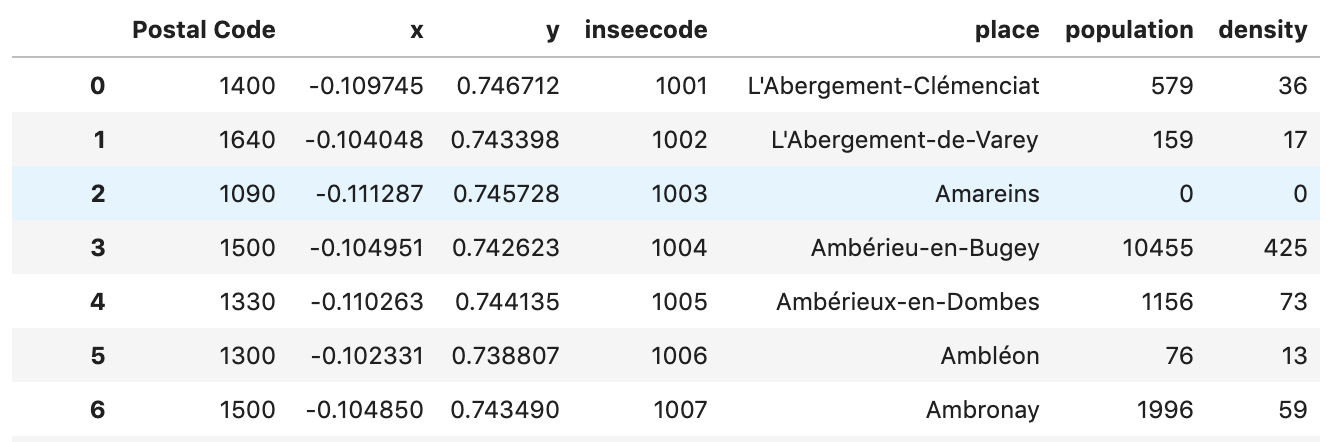 Postal Code x y inseecode place population density
0 1400 -0.109745 0.746712 1001 L'Abergement-Clémenciat 579 36
1 1640 -0.104048 0.743398 1002 L'Abergement-de-Varey 159 17
2 1090 -0.111287 0.745728 1003 Amareins 0 0
3 1500 -0.104951 0.742623 1004 Ambérieu-en-Bugey 10455 425
4 1330 -0.110263 0.744135 1005 Ambérieux-en-Dombes 1156 73
5 1300 -0.102331 0.738807 1006 Ambléon 76 13
6 1500 -0.104850 0.743490 1007 Ambronay 1996 59